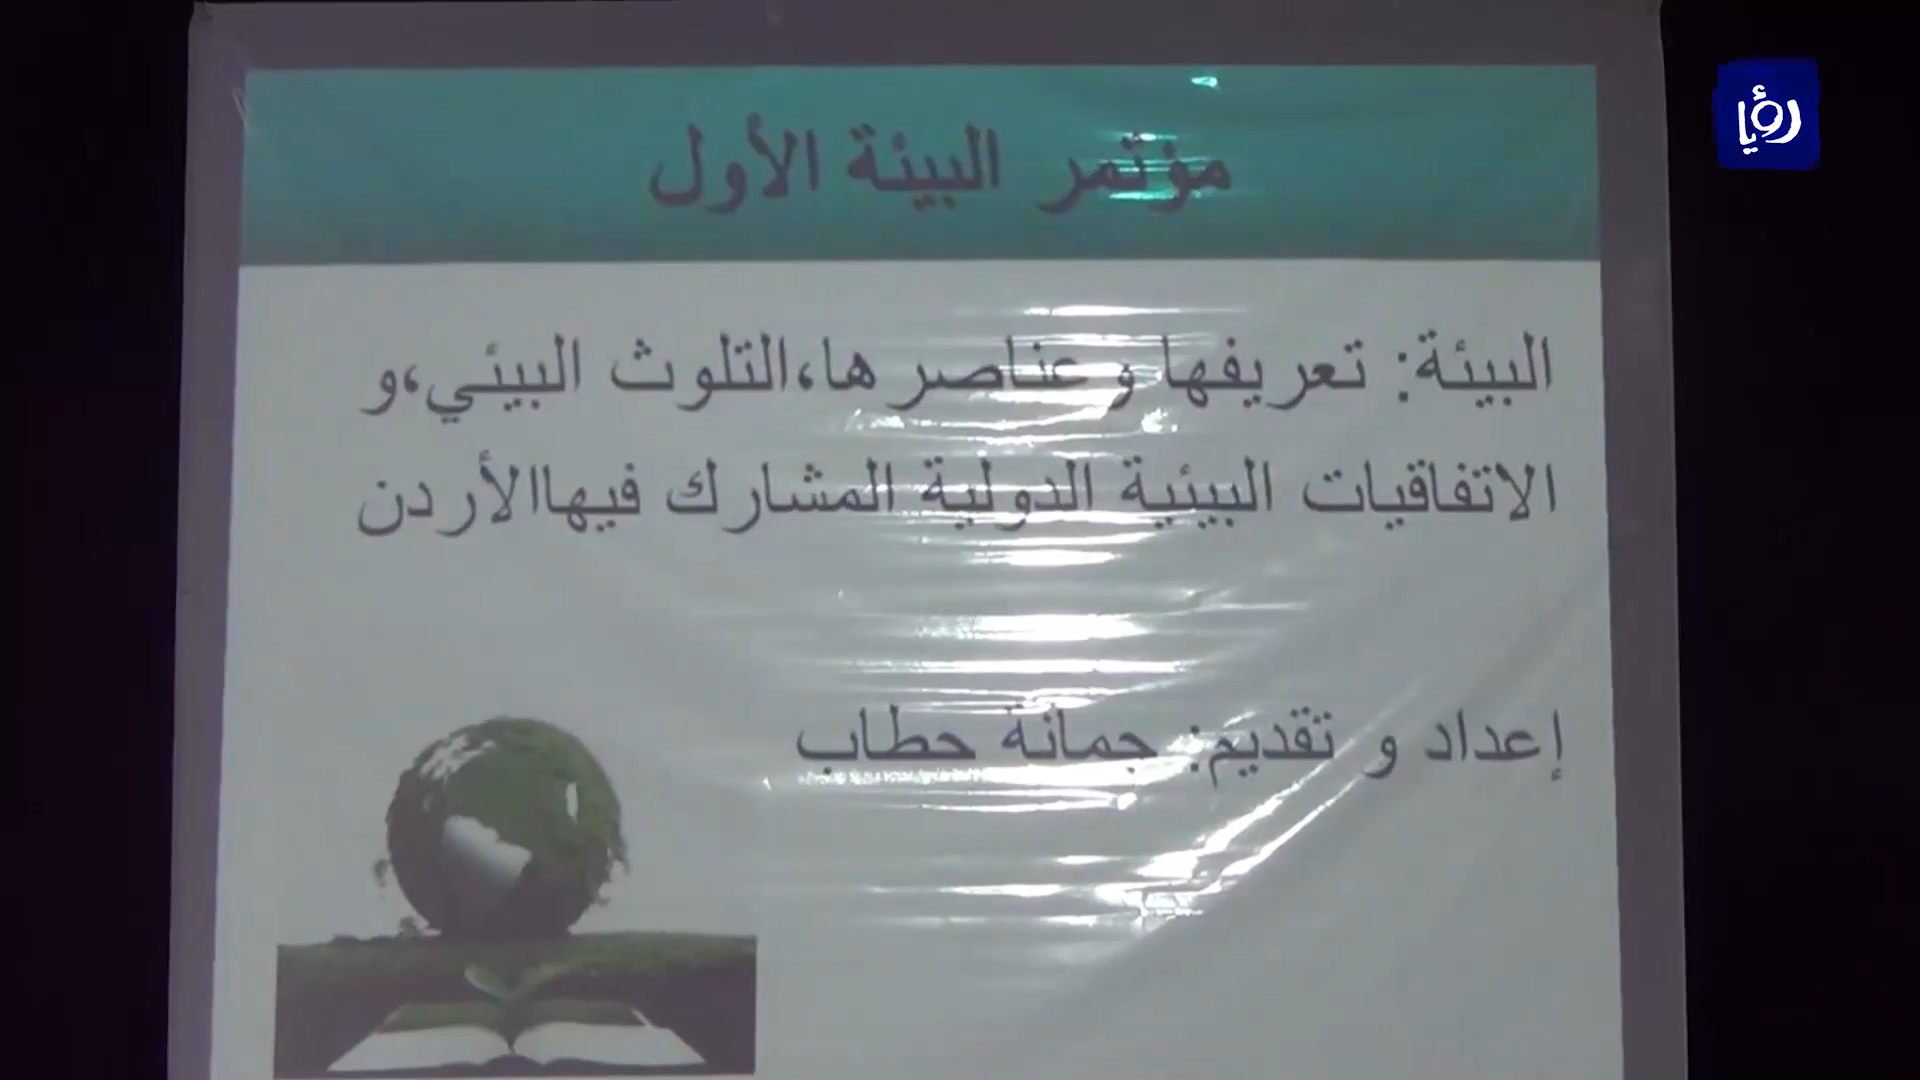 رؤيا
مؤتمر البيئة الأول
البيئة: تعريفها وعناصرها،التلوث البيئي،و
الاتفاقيات البيئية الدولية المشارك فيهاالأردن
إعداد و تقديم: جمانة حطاب